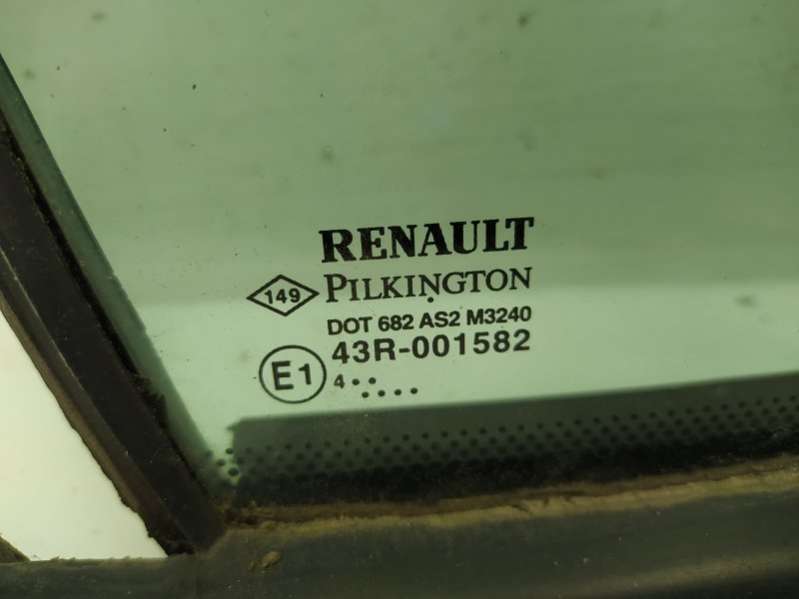 RENAULT
149 PILKINGTON
DOT 682 AS2 M3240
E1 43R-001582
4